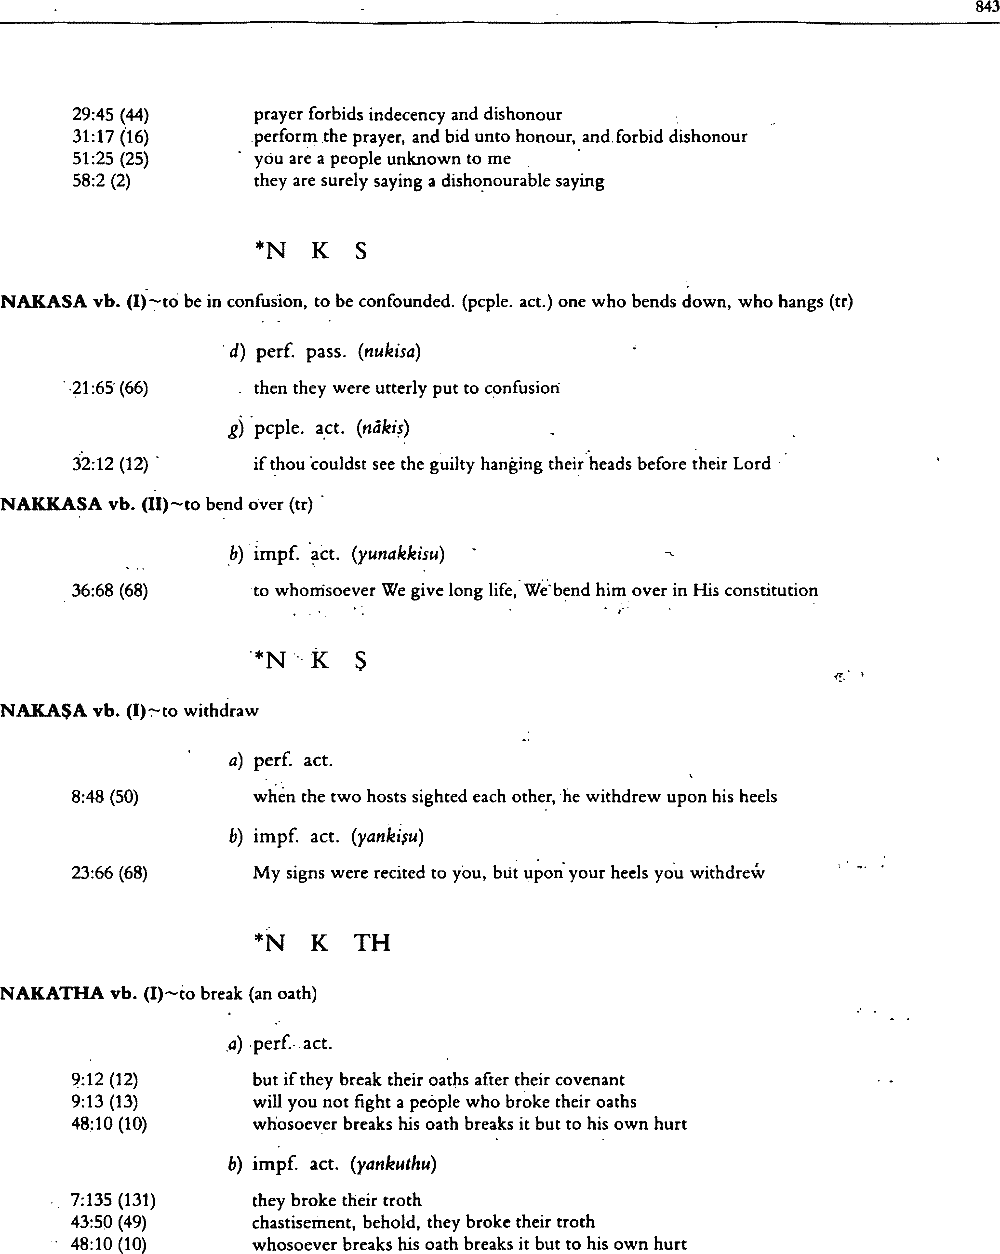 843
29:45 (44) prayer forbids indecency and dishonour
31:17 (16) perform the prayer, and bid unto honour, and forbid dishonour
51:25 (25) you are a people unknown to me
58:2 (2) they are surely saying a dishonourable saying
*N K S
NAKASA vb. (I)~to be in confusion, to be confounded. (pcple. act.) one who bends down, who hangs (tr)
d) perf. pass. (nukisa)
21:65 (66) then they were utterly put to confusion
g) pcple. act. (nākis)
32:12 (12) if thou couldst see the guilty hanging their heads before their Lord
NAKKASA vb. (II)~to bend over (tr)
b) impf. act. (yunakkisu)
36:68 (68) to whomsoever We give long life, We bend him over in His constitution
*N K Ṣ
NAKAṢA vb. (I)~to withdraw
a) perf. act.
8:48 (50) when the two hosts sighted each other, he withdrew upon his heels
b) impf. act. (yankiṣu)
23:66 (68) My signs were recited to you, but upon your heels you withdrew
*N K TH
NAKATHA vb. (I)~to break (an oath)
a) perf. act.
9:12 (12) but if they break their oaths after their covenant
9:13 (13) will you not fight a people who broke their oaths
48:10 (10) whosoever breaks his oath breaks it but to his own hurt
b) impf. act. (yankuthu)
7:135 (131) they broke their troth
43:50 (49) chastisement, behold, they broke their troth
48:10 (10) whosoever breaks his oath breaks it but to his own hurt